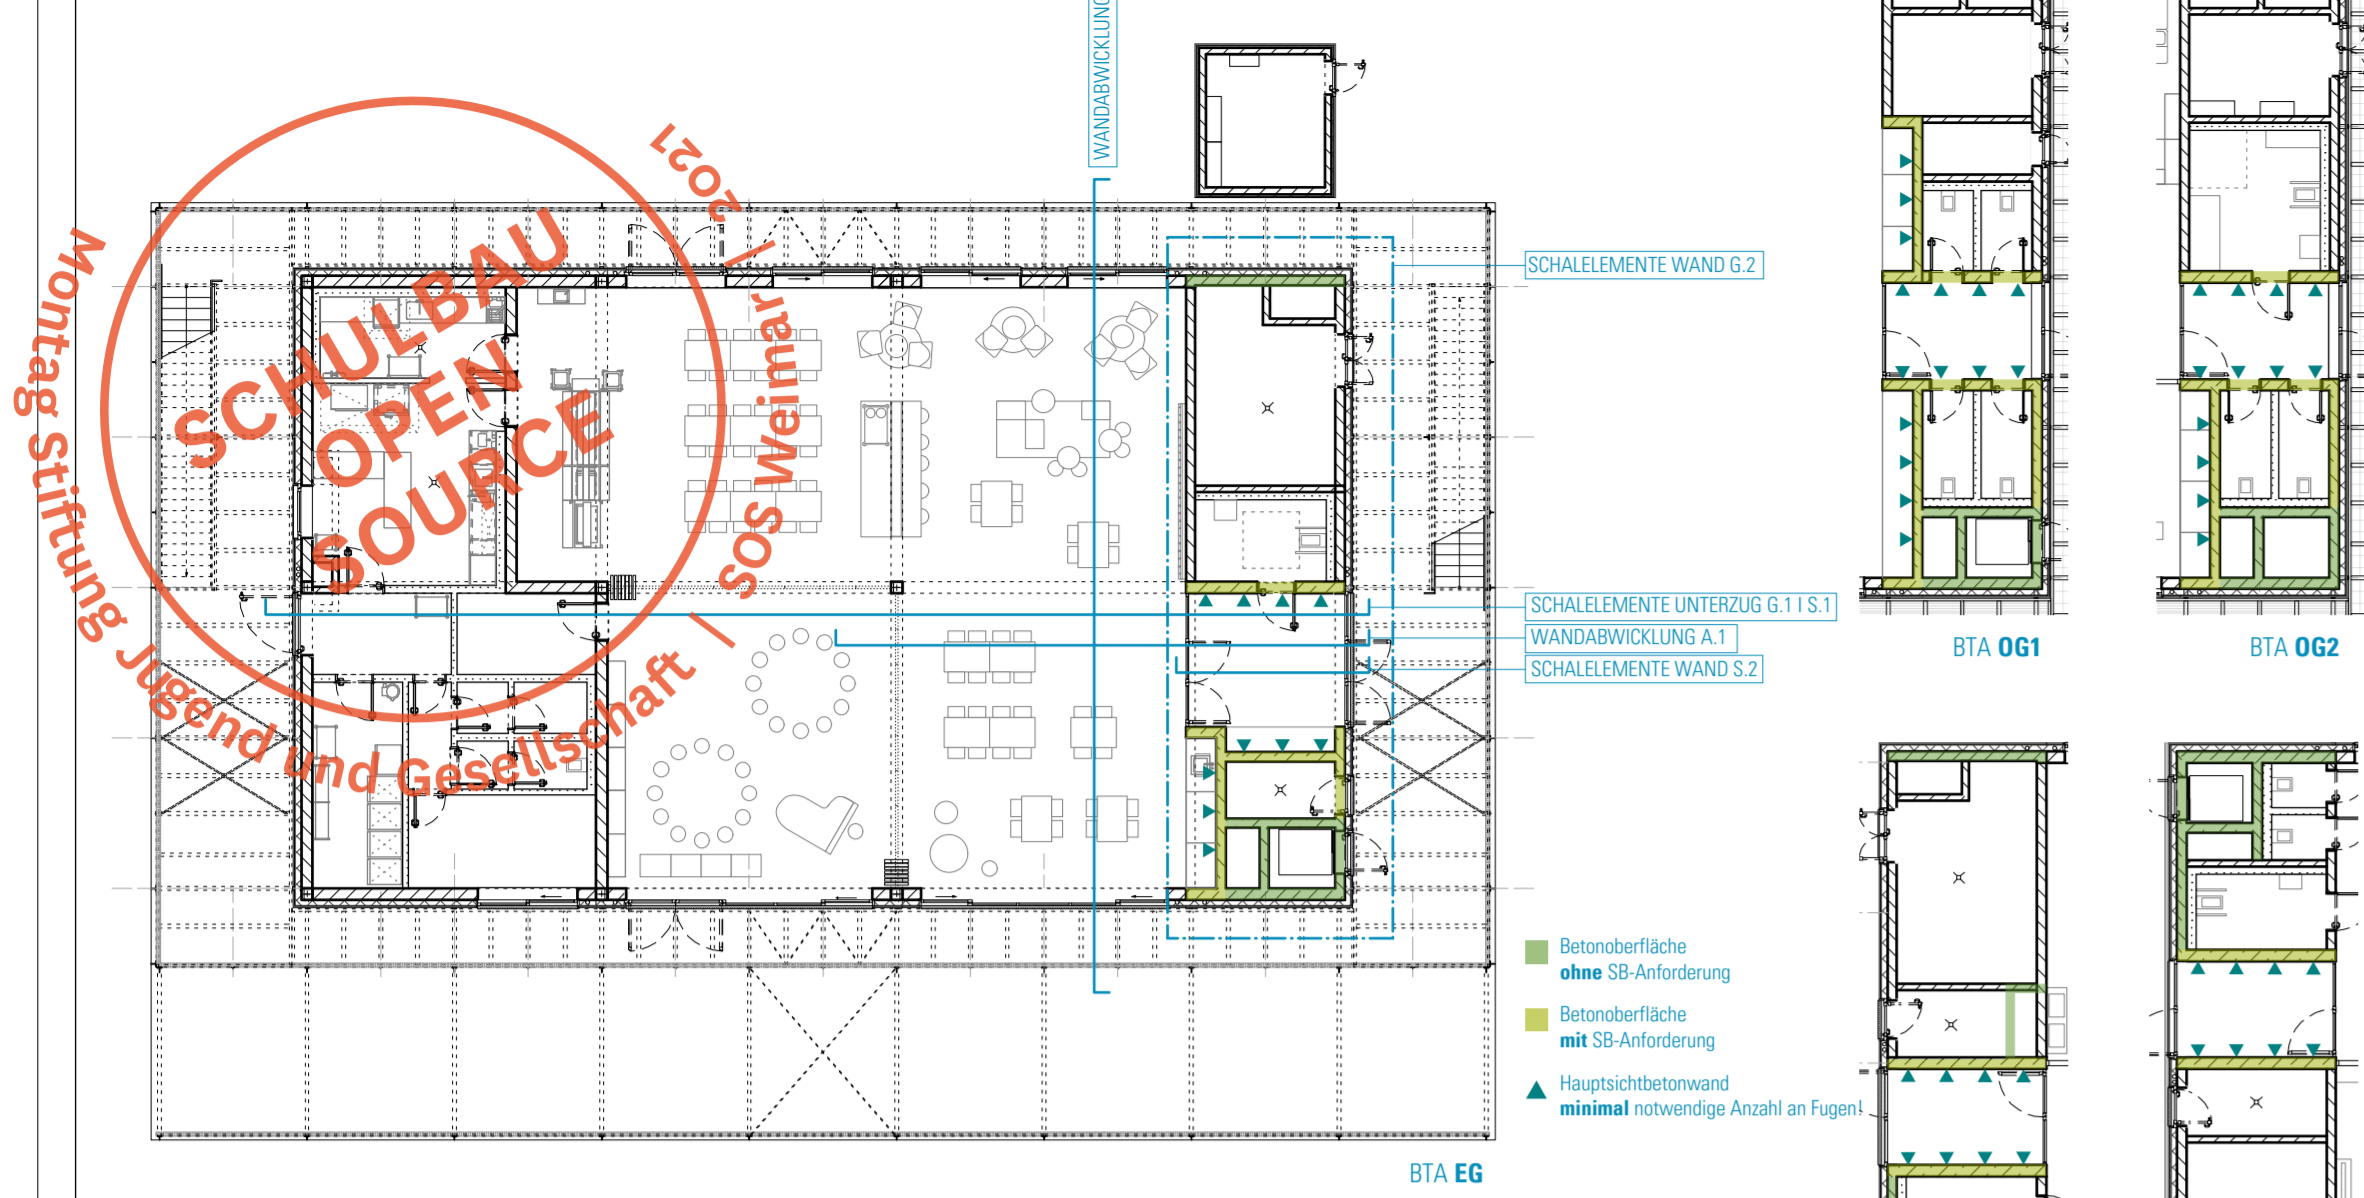 WANDABWICKLUNG
SCHULBAU
OPEN
SOURCE
Montag Stiftung Jugend und Gesellschaft | SOS Weimar | 2021
SCHALELEMENTE WAND G.2
SCHALELEMENTE UNTERZUG G.1 I S.1
WANDABWICKLUNG A.1
SCHALELEMENTE WAND S.2
BTA OG1
BTA OG2
Betonoberfläche
ohne SB-Anforderung
Betonoberfläche
mit SB-Anforderung
Hauptsichtbetonwand
minimal notwendige Anzahl an Fugen!
BTA EG